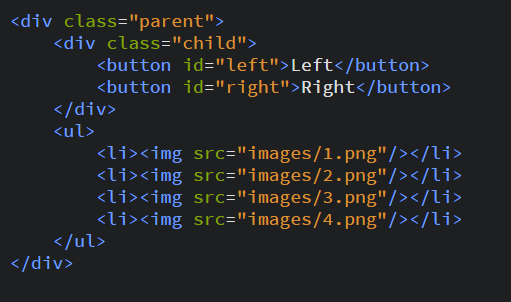 <div class="parent">
    <div class="child">
        <button id="left">Left</button>
        <button id="right">Right</button>
    </div>
    <ul>
        <li><img src="images/1.png"/></li>
        <li><img src="images/2.png"/></li>
        <li><img src="images/3.png"/></li>
        <li><img src="images/4.png"/></li>
    </ul>
</div>